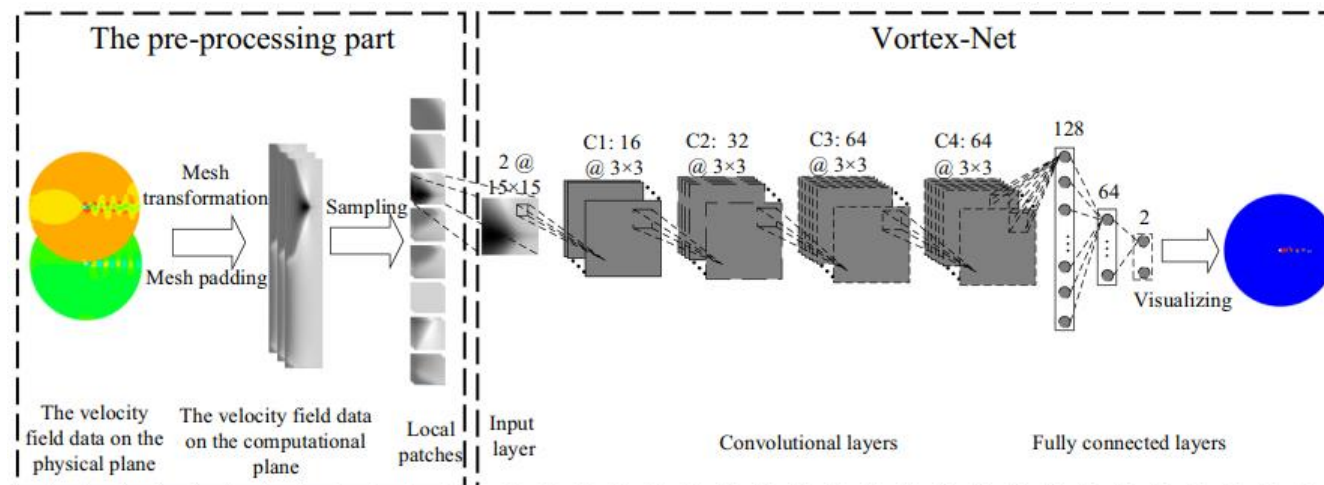 The pre-processing part
Vortex-Net
Mesh
transformation
Mesh padding
Sampling
2 @
15×15
C1: 16
@ 3×3
C2: 32
@ 3×3
C3: 64
@ 3×3
C4: 64
@ 3×3
128
64
2
Visualizing
The velocity
field data on the
physical plane
The velocity field data
on the computational
plane
Local
patches
Input
layer
Convolutional layers
Fully connected layers